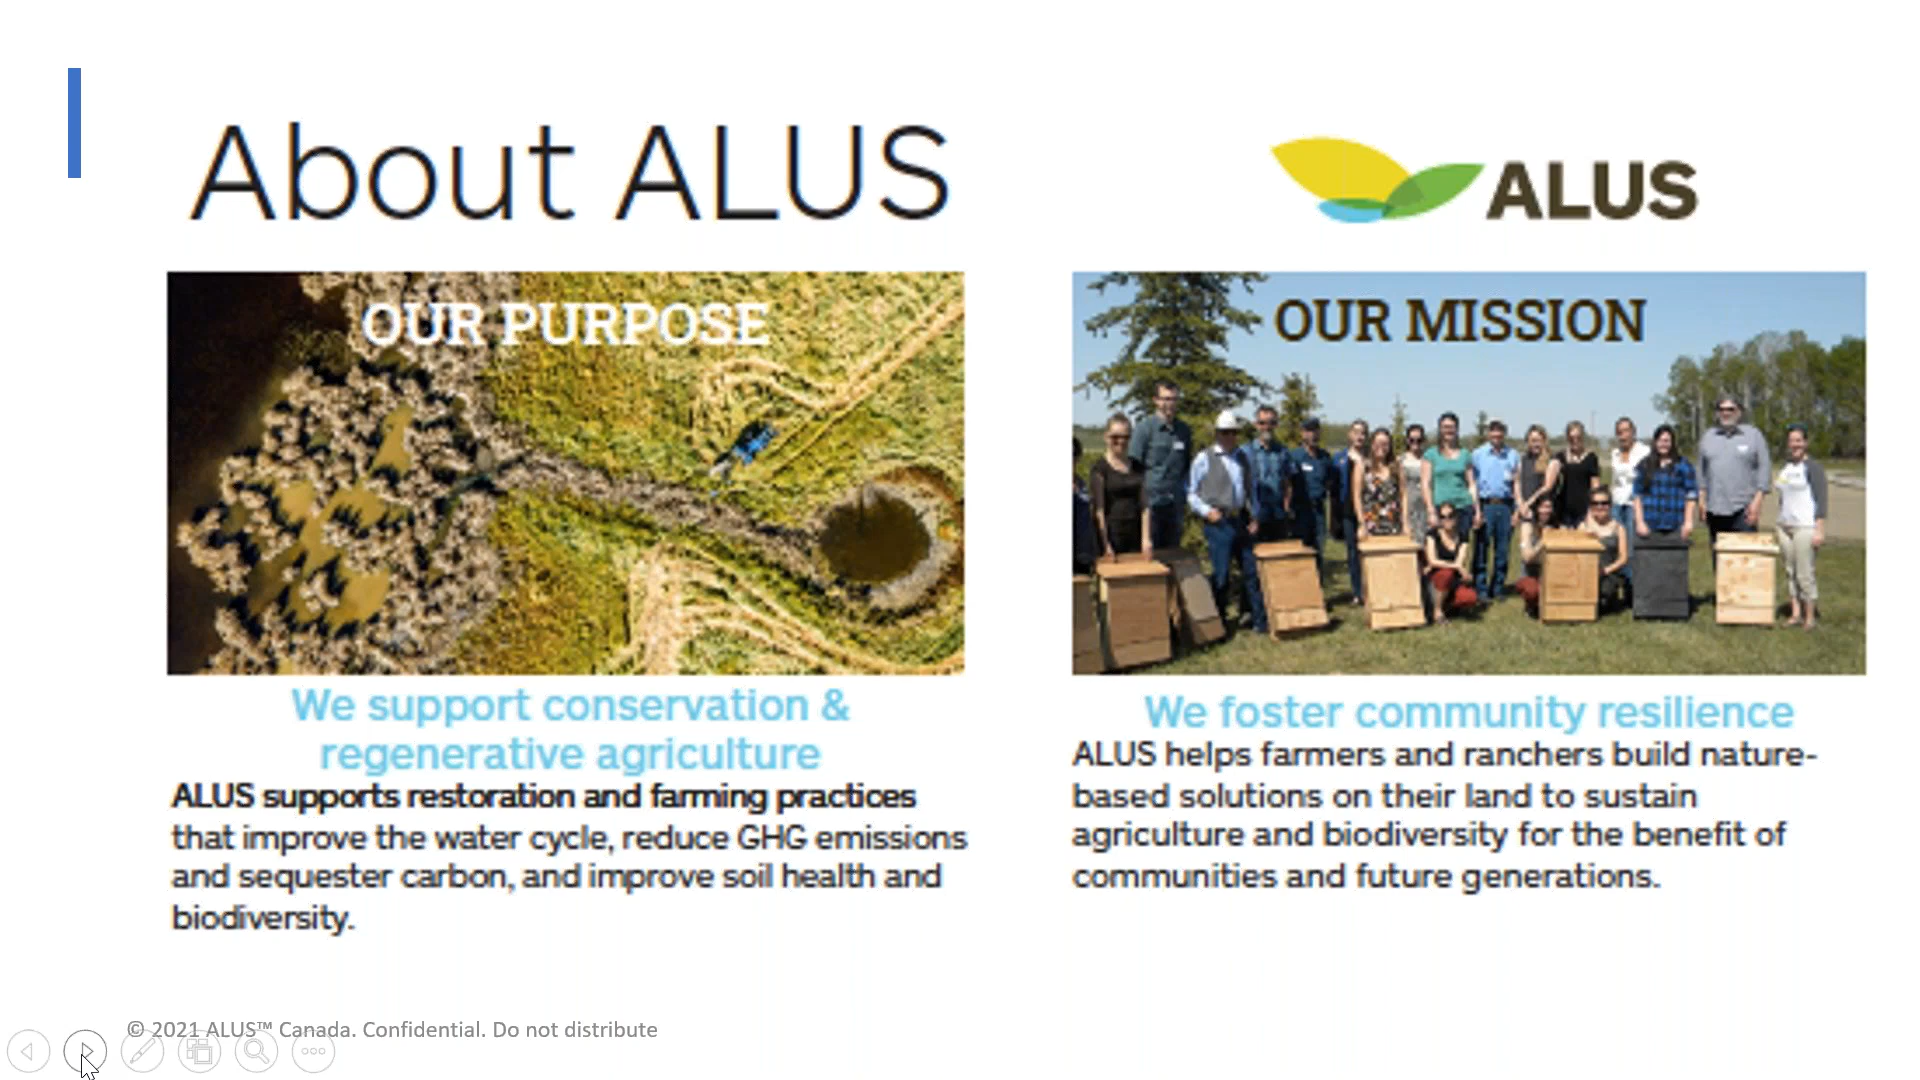 About ALUS
ALUS
OUR PURPOSE
We support conservation &
regenerative agriculture
ALUS supports restoration and farming practices
that improve the water cycle, reduce GHG emissions
and sequester carbon, and improve soil health and
biodiversity.
OUR MISSION
We foster community resilience
ALUS helps farmers and ranchers build nature-
based solutions on their land to sustain
agriculture and biodiversity for the benefit of
communities and future generations.
© 2021 ALUS™ Canada. Confidential. Do not distribute